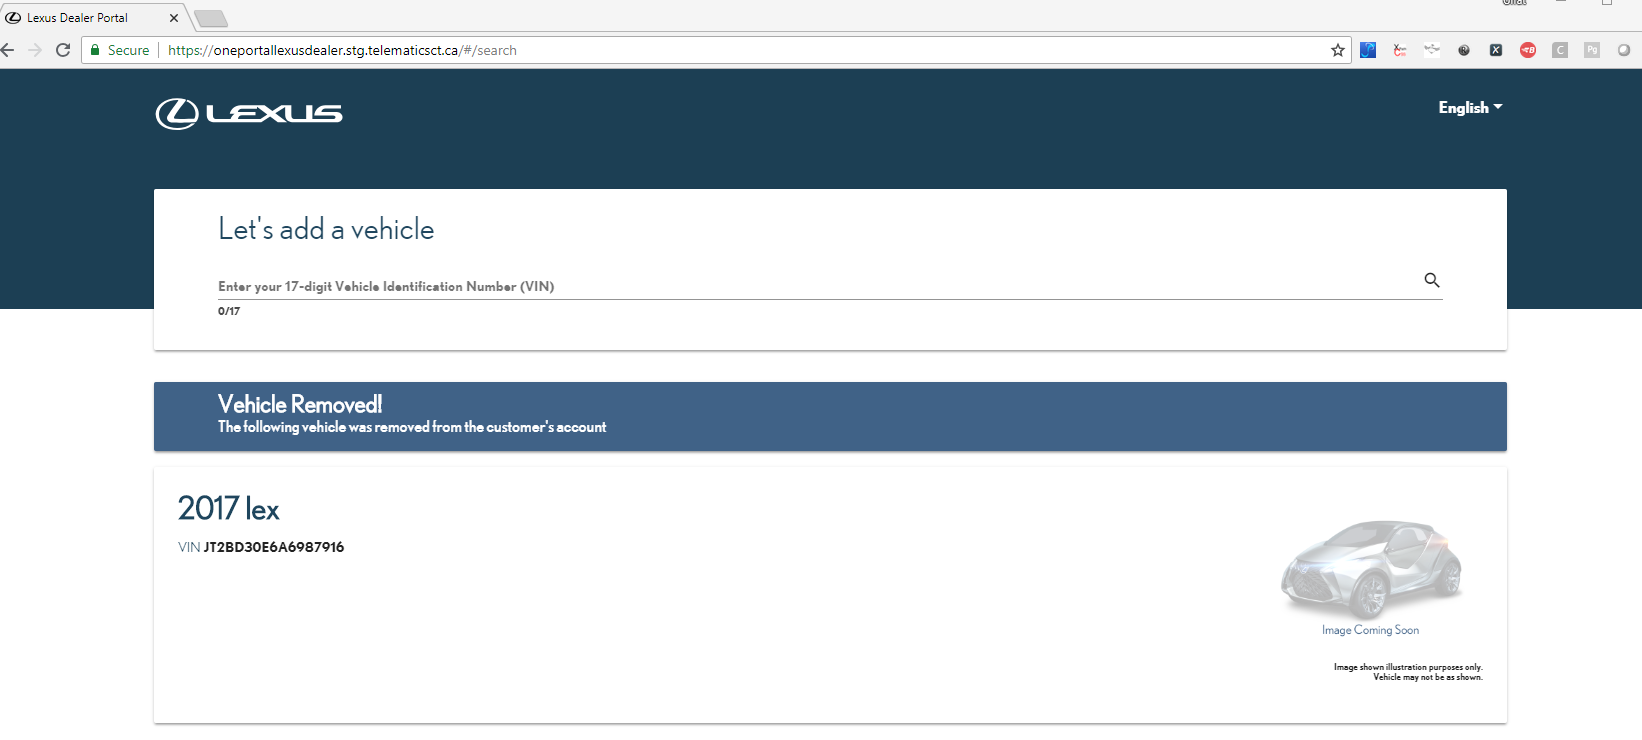 Lexus Dealer Portal
Secure
https://oneportallexusdealer.stg.telematicsct.ca/#/search
LEXUS
English
Let's add a vehicle
Enter your 17-digit Vehicle Identification Number (VIN)
0/17
Vehicle Removed!
The following vehicle was removed from the customer's account
2017 lex
VIN JT2BD30E6A6987916
Image Coming Soon
Image shown illustration purposes only.
Vehicle may not be as shown.